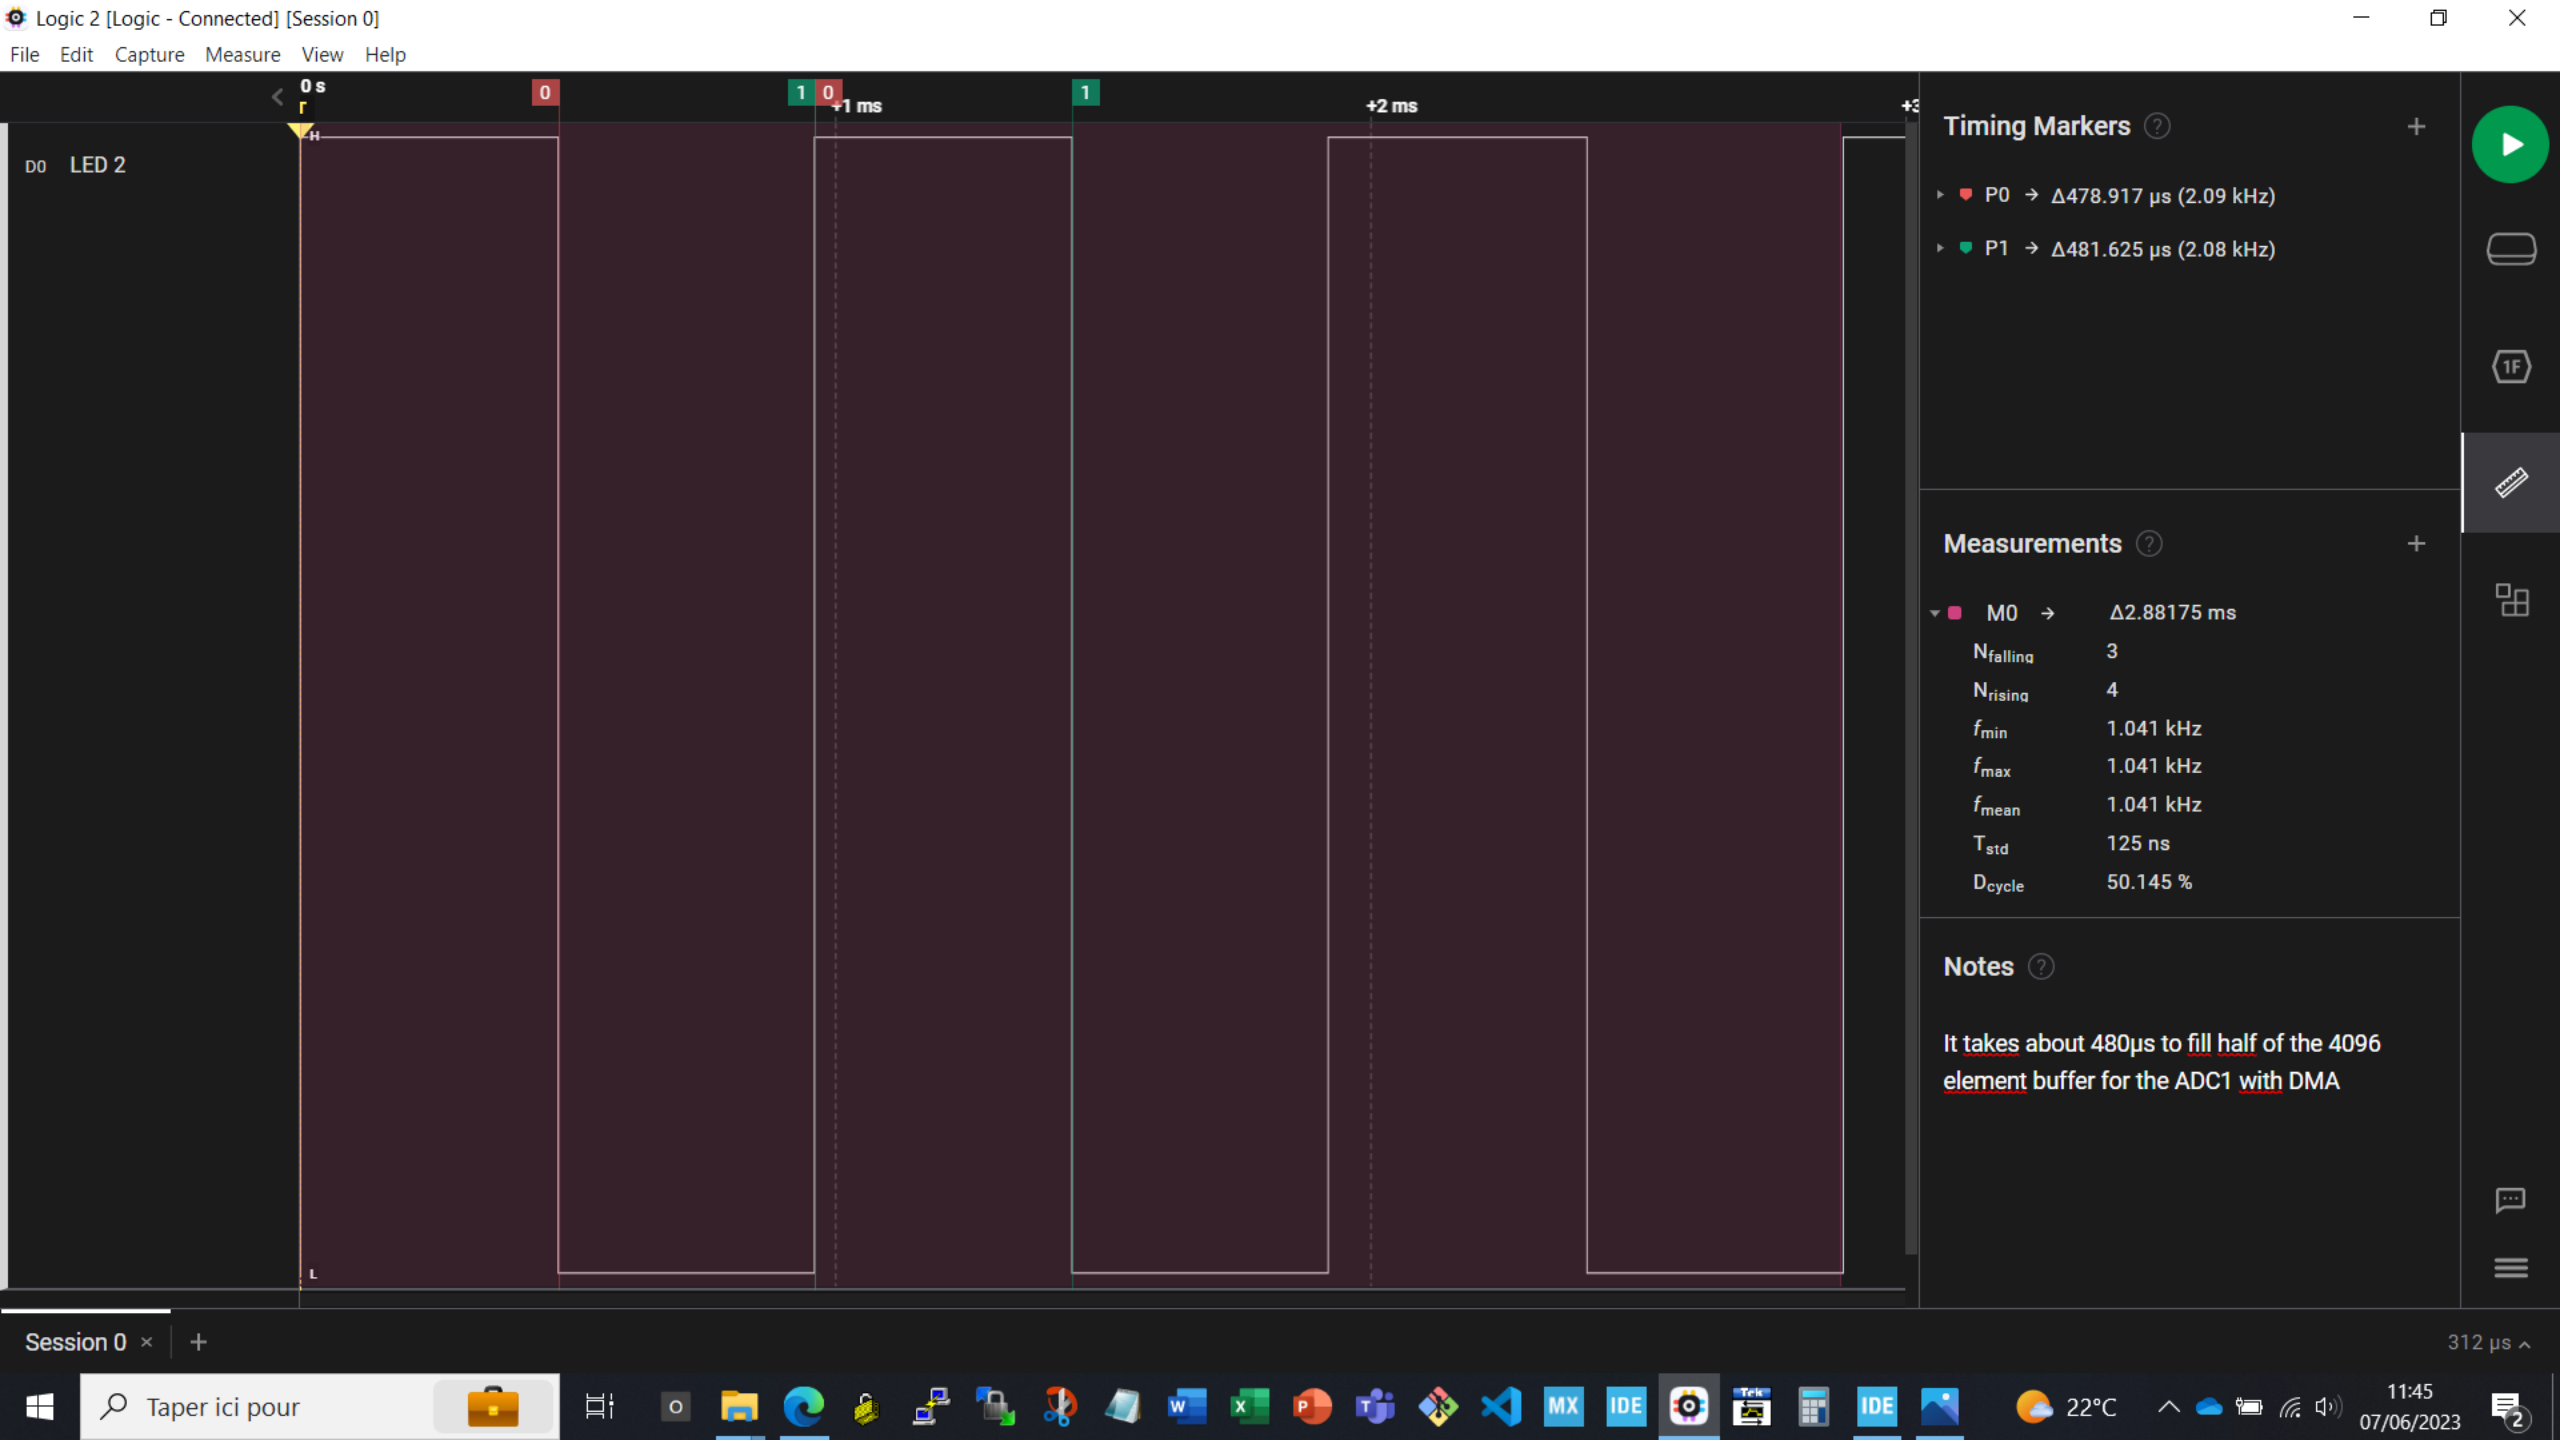 Logic 2 [Logic - Connected] [Session 0]
File Edit Capture Measure View Help
0 s
0 1 0 1
+1 ms +2 ms +3
H
D0 LED 2
L
Timing Markers ? +
P0 → Δ478.917 µs (2.09 kHz)
P1 → Δ481.625 µs (2.08 kHz)
1F
Measurements ? +
M0 → Δ2.88175 ms
Nfalling 3
Nrising 4
fmin 1.041 kHz
fmax 1.041 kHz
fmean 1.041 kHz
Tstd 125 ns
Dcycle 50.145 %
Notes ?
It takes about 480µs to fill half of the 4096
element buffer for the ADC1 with DMA
Session 0 × +
312 µs
Taper ici pour
O
W X P T MX IDE Tek IDE
22°C
11:45
07/06/2023
2